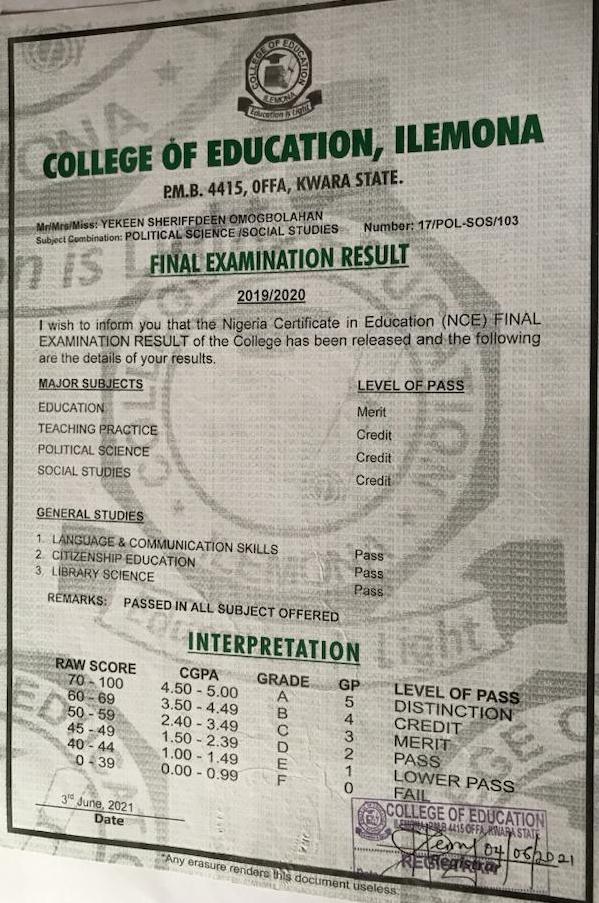 COLLEGE OF EDUCATION
ILEMONA
Education is Light
COLLEGE OF EDUCATION, ILEMONA
P.M.B. 4415, OFFA, KWARA STATE.
Mr/Mrs/Miss: YEKEEN SHERIFFDEEN OMOGBOLAHAN
Subject Combination: POLITICAL SCIENCE /SOCIAL STUDIES Number: 17/POL-SOS/103
FINAL EXAMINATION RESULT
2019/2020
I wish to inform you that the Nigeria Certificate in Education (NCE) FINAL
EXAMINATION RESULT of the College has been released and the following
are the details of your results.
MAJOR SUBJECTS LEVEL OF PASS
EDUCATION Merit
TEACHING PRACTICE Credit
POLITICAL SCIENCE Credit
SOCIAL STUDIES Credit
GENERAL STUDIES
1. LANGUAGE & COMMUNICATION SKILLS Pass
2. CITIZENSHIP EDUCATION Pass
3. LIBRARY SCIENCE Pass
REMARKS: PASSED IN ALL SUBJECT OFFERED
INTERPRETATION
RAW SCORE CGPA GRADE GP LEVEL OF PASS
70 - 100 4.50 - 5.00 A 5 DISTINCTION
60 - 69 3.50 - 4.49 B 4 CREDIT
50 - 59 2.40 - 3.49 C 3 MERIT
45 - 49 1.50 - 2.39 D 2 PASS
40 - 44 1.00 - 1.49 E 1 LOWER PASS
0 - 39 0.00 - 0.99 F 0 FAIL
3rd June, 2021
Date
COLLEGE OF EDUCATION
ILEMONA, P.M.B 4415 OFFA, KWARA STATE
04/06/2021
Registrar
*Any erasure renders this document useless.